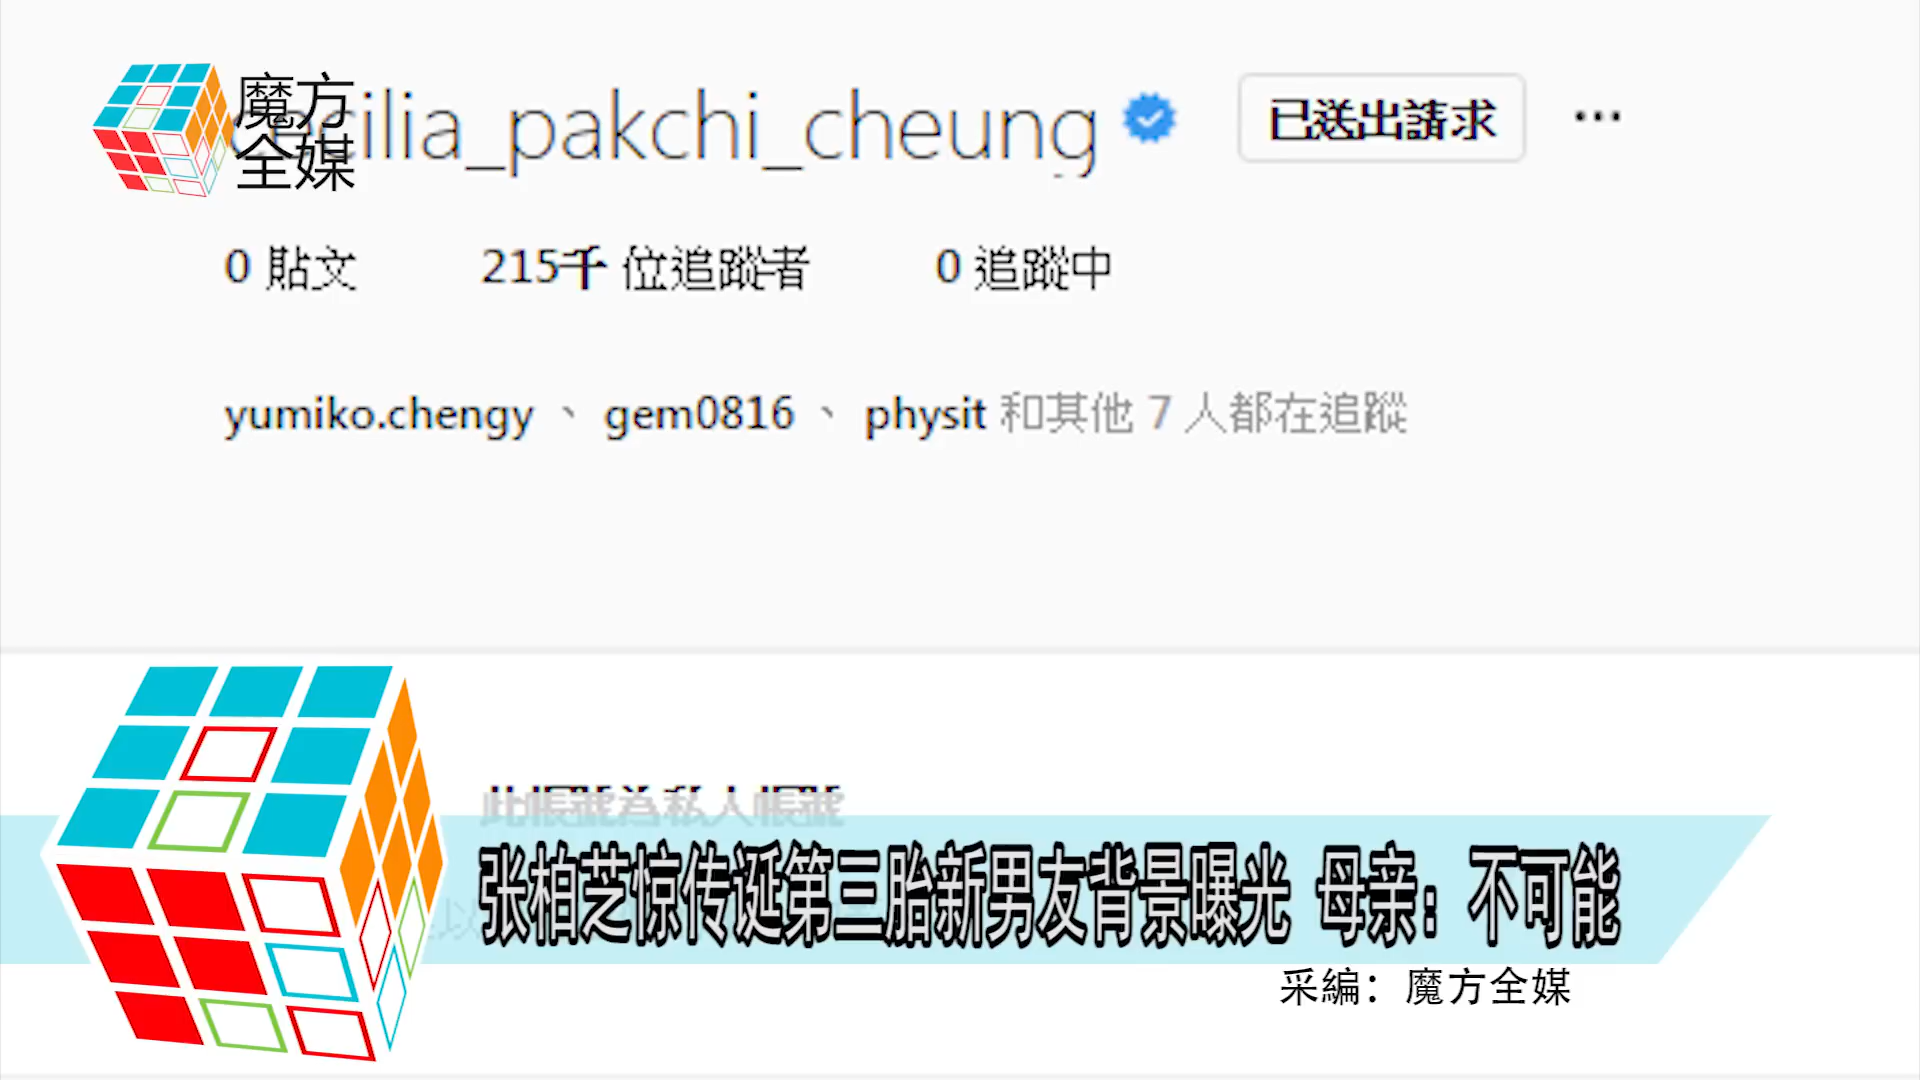 魔方
全媒
cecilia_pakchi_cheung
已送出請求
0 貼文
215千 位追蹤者
0 追蹤中
yumiko.chengy 、 gem0816 、 physit 和其他 7 人都在追蹤
此帳號為私人帳號
张柏芝惊传诞第三胎新男友背景曝光 母亲：不可能
采编：魔方全媒